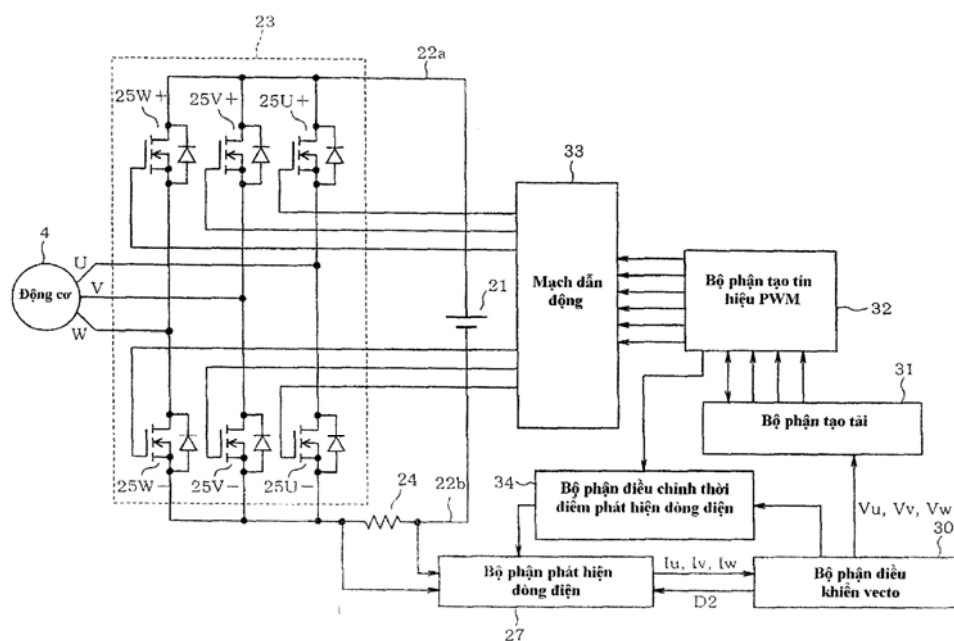 23
22a
25W+
25V+
25U+
33
4
U
V
W
Động cơ
Mạch dẫn
động
21
Bộ phận tạo tín
hiệu PWM
32
31
Bộ phận tạo tải
25W-
25V-
25U-
24
22b
34
Bộ phận điều chỉnh thời
điểm phát hiện dòng điện
Vu, Vv, Vw
30
Bộ phận phát hiện
dòng điện
Iu, Iv, Iw
D2
Bộ phận điều
khiển vecto
27